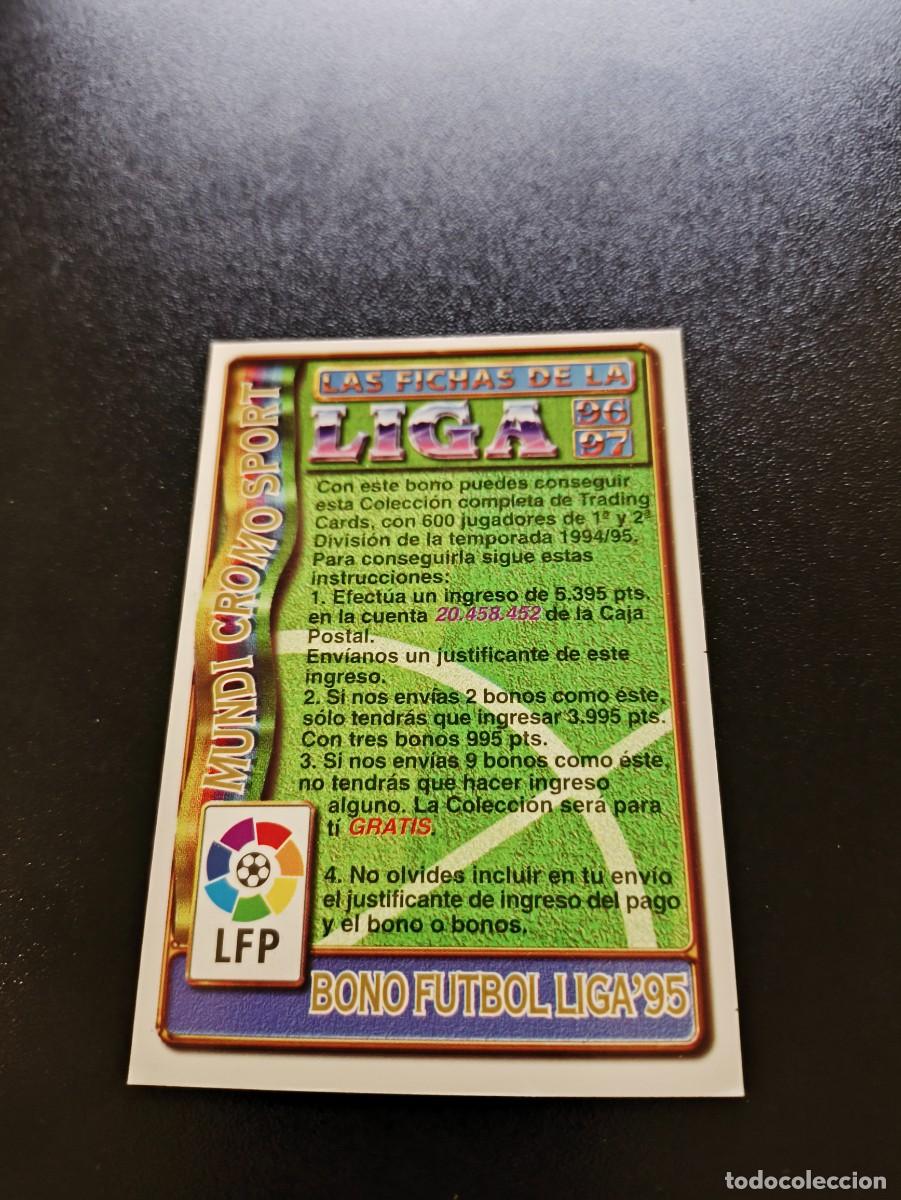 LAS FICHAS DE LA
LIGA 96
97
MUNDI CROMO SPORT
Con este bono puedes conseguir
esta Colección completa de Trading
Cards, con 600 jugadores de 1ª y 2ª
División de la temporada 1994/95.
Para conseguirla sigue estas
instrucciones:
1. Efectua un ingreso de 5.395 pts.
en la cuenta 20.458.452 de la Caja
Postal.
Envíanos un justificante de este
ingreso.
2. Si nos envías 2 bonos como éste,
sólo tendrás que ingresar 3.995 pts.
Con tres bonos 995 pts.
3. Si nos envías 9 bonos como éste,
no tendrás que hacer ingreso
alguno. La Colección será para
tí GRATIS.
4. No olvides incluir en tu envío
el justificante de ingreso del pago
y el bono o bonos.
LFP
BONO FUTBOL LIGA'95
todocoleccion